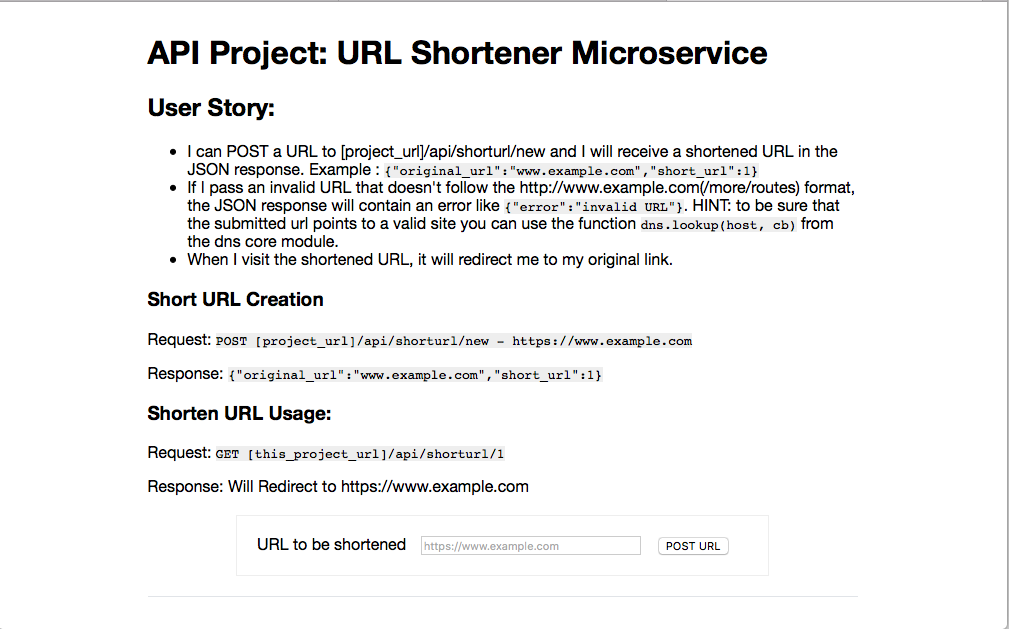 API Project: URL Shortener Microservice
User Story:
• I can POST a URL to [project_url]/api/shorturl/new and I will receive a shortened URL in the
JSON response. Example : {"original_url":"www.example.com","short_url":1}
• If I pass an invalid URL that doesn't follow the http://www.example.com(/more/routes) format,
the JSON response will contain an error like {"error":"invalid URL"}. HINT: to be sure that
the submitted url points to a valid site you can use the function dns.lookup(host, cb) from
the dns core module.
• When I visit the shortened URL, it will redirect me to my original link.
Short URL Creation
Request: POST [project_url]/api/shorturl/new - https://www.example.com
Response: {"original_url":"www.example.com","short_url":1}
Shorten URL Usage:
Request: GET [this_project_url]/api/shorturl/1
Response: Will Redirect to https://www.example.com
URL to be shortened https://www.example.com POST URL